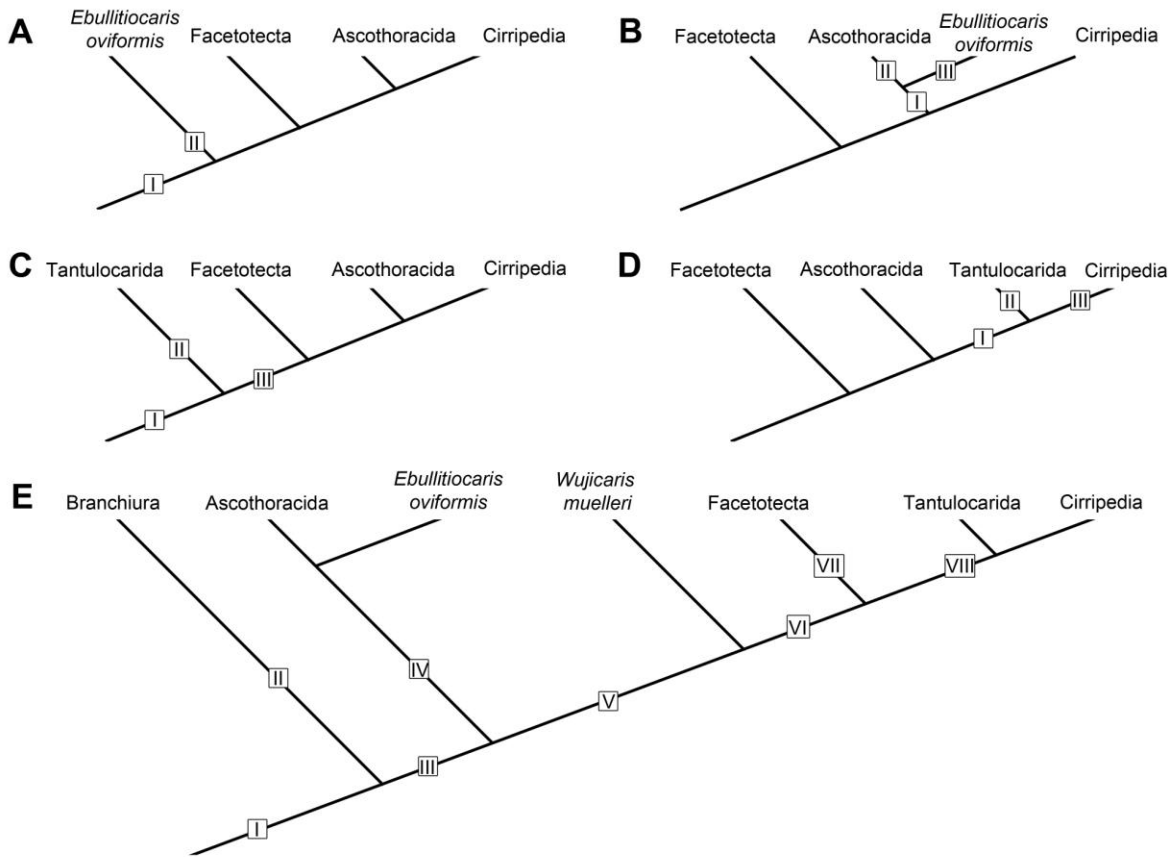 A
Ebullitiocaris
oviformis
Facetotecta
Ascothoracida
Cirripedia
II
I
B
Facetotecta
Ascothoracida
Ebullitiocaris
oviformis
Cirripedia
II
III
I
C
Tantulocarida
Facetotecta
Ascothoracida
Cirripedia
II
III
I
D
Facetotecta
Ascothoracida
Tantulocarida
Cirripedia
II
III
I
E
Branchiura
Ascothoracida
Ebullitiocaris
oviformis
Wujicaris
muelleri
Facetotecta
Tantulocarida
Cirripedia
VII
VIII
VI
IV
II
V
III
I